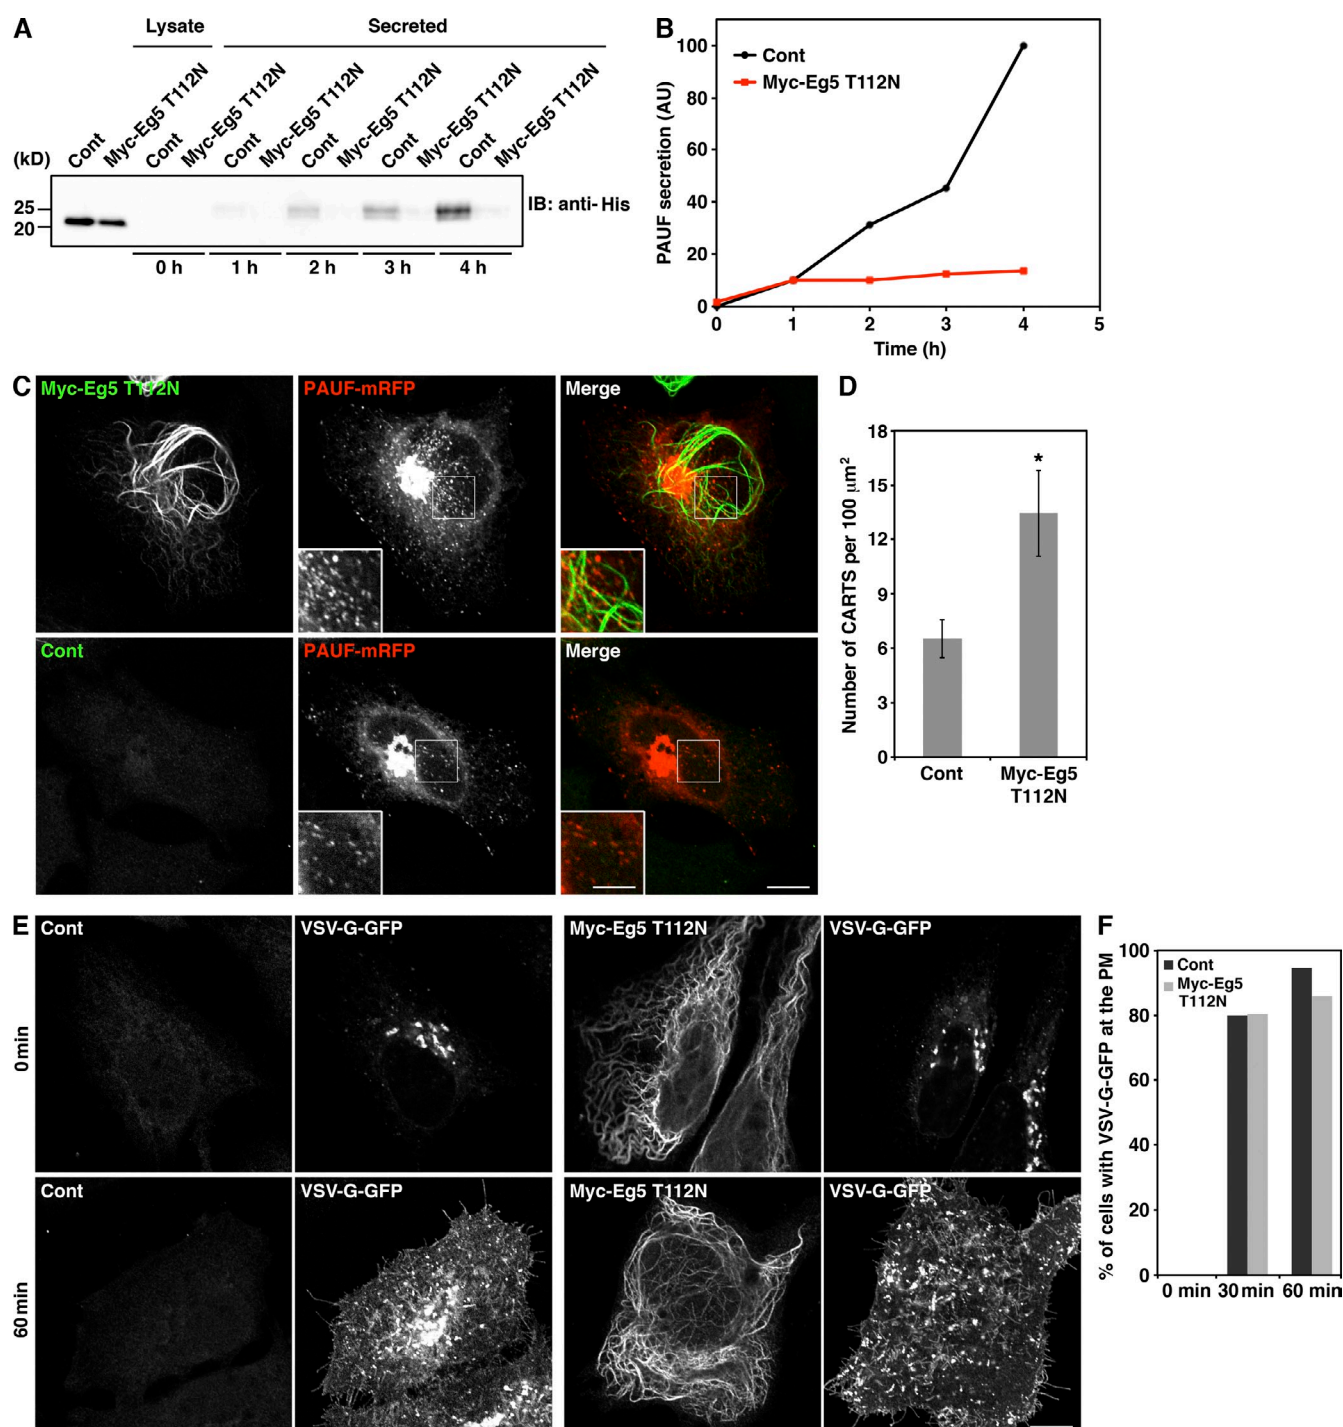 A
Lysate
Secreted
(kD)
Cont
Myc-Eg5 T112N
Cont
Myc-Eg5 T112N
Cont
Myc-Eg5 T112N
Cont
Myc-Eg5 T112N
Cont
Myc-Eg5 T112N
Cont
Myc-Eg5 T112N
25
20
IB: anti-His
0 h
1 h
2 h
3 h
4 h
B
PAUF secretion (AU)
100
80
60
40
20
0
Cont
Myc-Eg5 T112N
0
1
2
3
4
5
Time (h)
C
Myc-Eg5 T112N
PAUF-mRFP
Merge
Cont
PAUF-mRFP
Merge
D
Number of CARTS per 100 µm²
18
15
12
9
6
3
0
*
Cont
Myc-Eg5
T112N
E
0 min
Cont
VSV-G-GFP
Myc-Eg5 T112N
VSV-G-GFP
60 min
Cont
VSV-G-GFP
Myc-Eg5 T112N
VSV-G-GFP
F
% of cells with VSV-G-GFP at the PM
100
80
60
40
20
0
Cont
Myc-Eg5
T112N
0 min
30 min
60 min